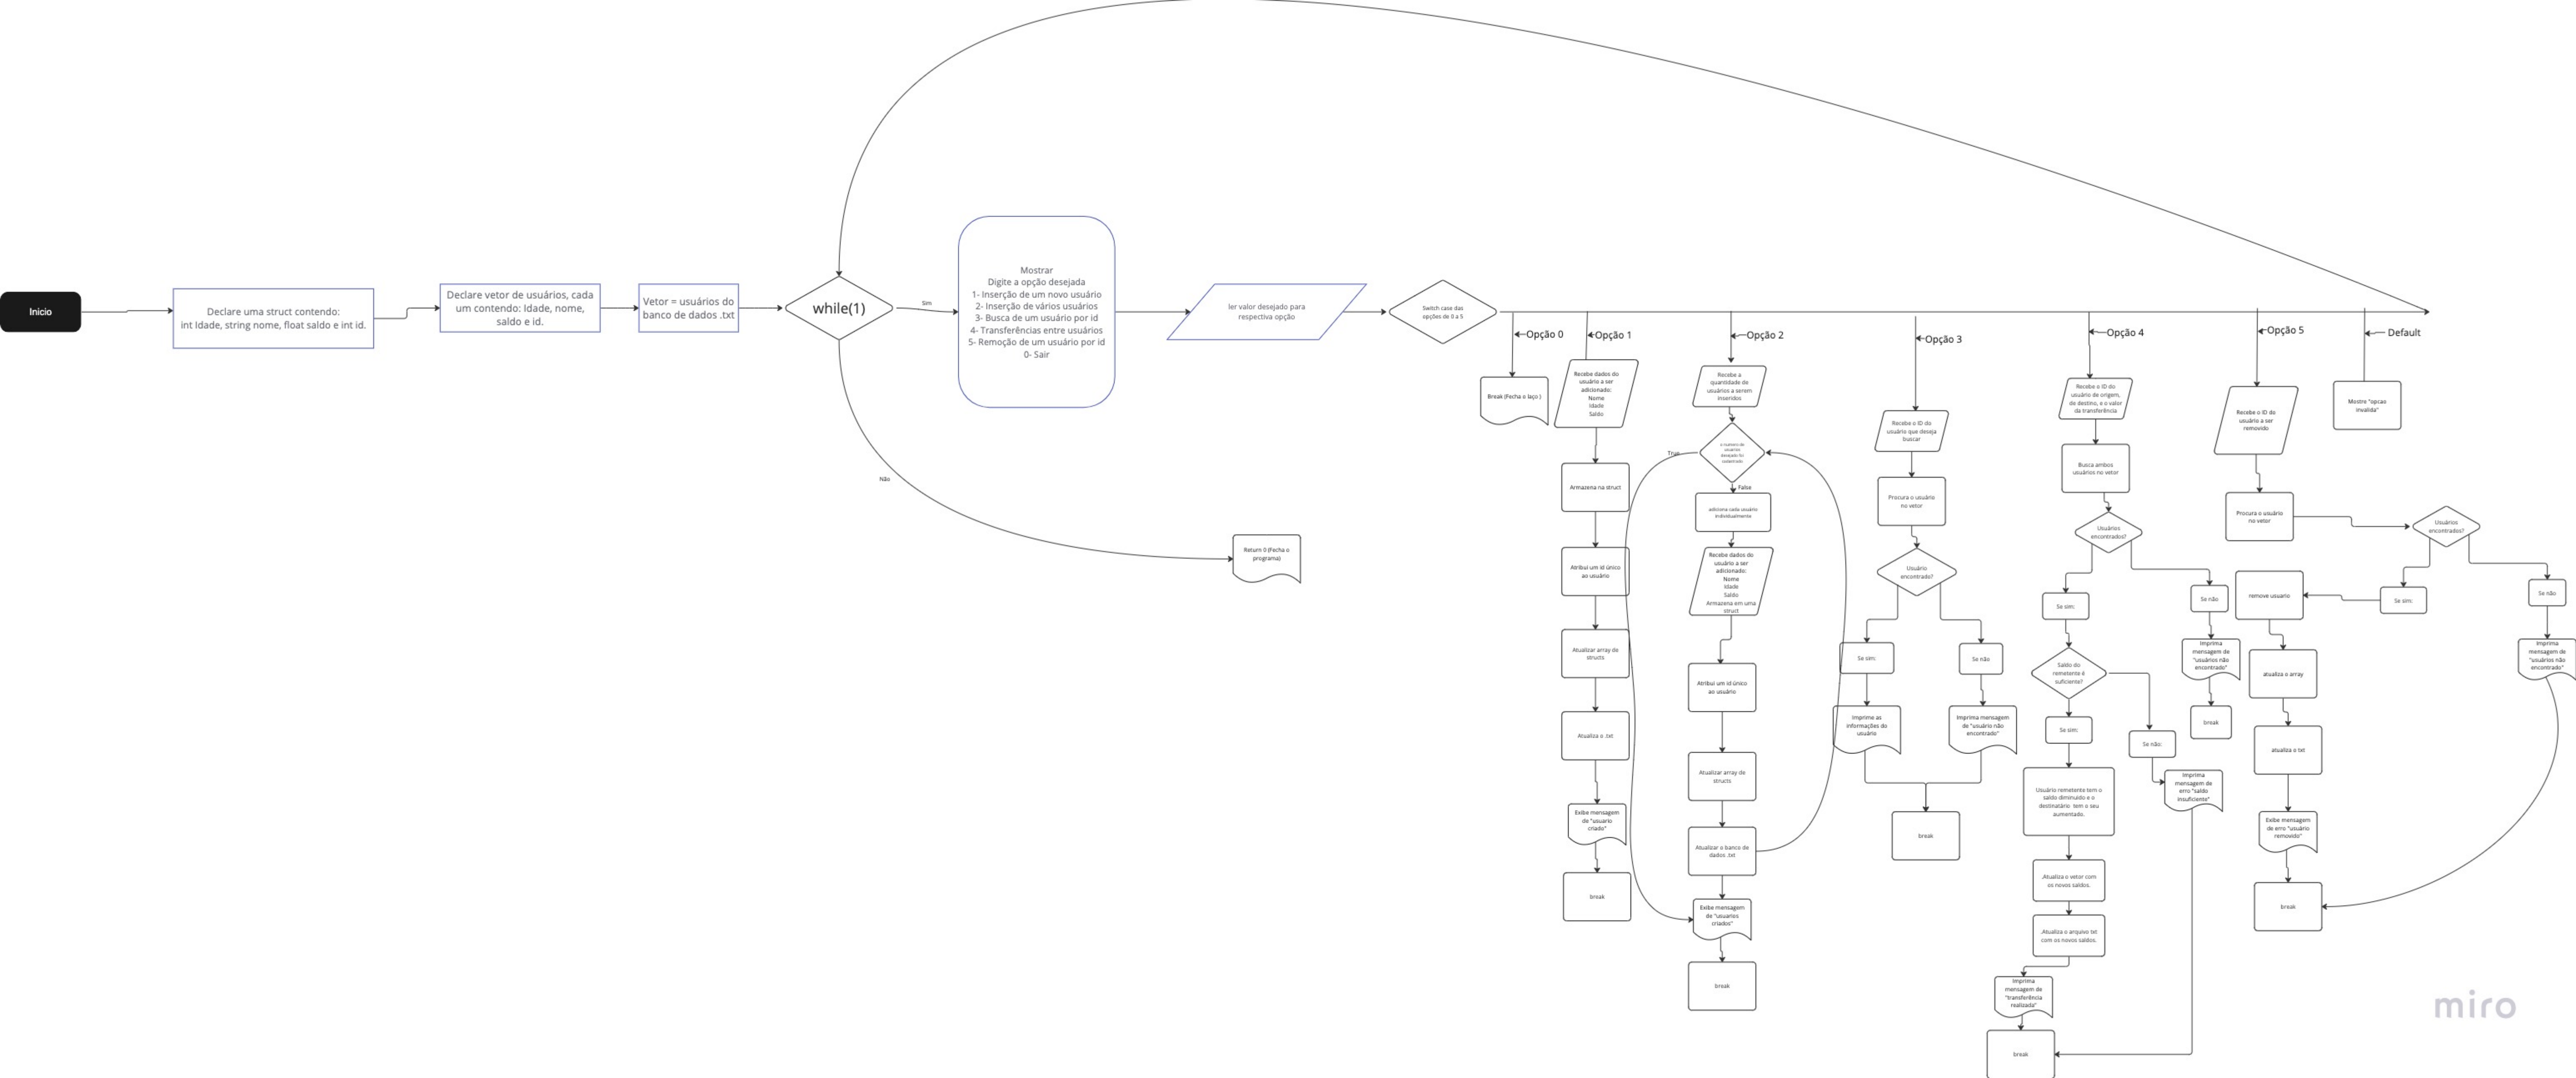 Inicio
Declare uma struct contendo:
int Idade, string nome, float saldo e int id.
Declare vetor de usuários, cada
um contendo: Idade, nome,
saldo e id.
Vetor = usuários do
banco de dados .txt
while(1)
Sim
Não
Return 0 (Fecha o
programa)
Mostrar
Digite a opção desejada
1- Inserção de um novo usuário
2- Inserção de vários usuários
3- Busca de um usuário por id
4- Transferências entre usuários
5- Remoção de um usuário por id
0- Sair
ler valor desejado para
respectiva opção
Switch case das
opções de 0 a 5
Opção 0
Break (Fecha o laço )
Opção 1
Recebe dados do
usuário a ser
adicionado:
Nome
Idade
Saldo
Armazena na struct
Atribui um id único
ao usuário
Atualizar array de
structs
Atualiza o .txt
Exibe mensagem
de "usuario
criado"
break
Opção 2
Recebe a
quantidade de
usuários a serem
inseridos
o numero de
usuarios
desejado foi
cadastrado
True
False
adiciona cada usuário
individualmente
Recebe dados do
usuário a ser
adicionado:
Nome
Idade
Saldo
Armazena em uma
struct
Atribui um id único
ao usuário
Atualizar array de
structs
Atualizar o banco de
dados .txt
Exibe mensagem
de "usuarios
criados"
break
Opção 3
Recebe o ID do
usuário que deseja
buscar
Procura o usuário
no vetor
Usuário
encontrado?
Se sim:
Imprime as
informações do
usuário
Se não
Imprima mensagem
de "usuário não
encontrado"
break
Opção 4
Recebe o ID do
usuário de origem,
de destino, e o valor
da transferência
Busca ambos
usuários no vetor
Usuários
encontrados?
Se sim:
Saldo do
remetente é
suficiente?
Se sim:
Usuário remetente tem o
saldo diminuido e o
destinatário tem o seu
aumentado.
.Atualiza o vetor com
os novos saldos.
.Atualiza o arquivo txt
com os novos saldos.
Imprima
mensagem de
"transferência
realizada"
break
Se não:
Imprima
mensagem de
erro "saldo
insuficiente"
Se não
Imprima
mensagem de
"usuários não
encontrado"
break
Opção 5
Recebe o ID do
usuário a ser
removido
Procura o usuário
no vetor
Usuários
encontrados?
Se sim:
remove usuario
atualiza o array
atualiza o txt
Exibe mensagem
de erro "usuário
removido"
break
Se não
Imprima
mensagem de
"usuários não
encontrado"
Default
Mostre "opcao
invalida"
miro